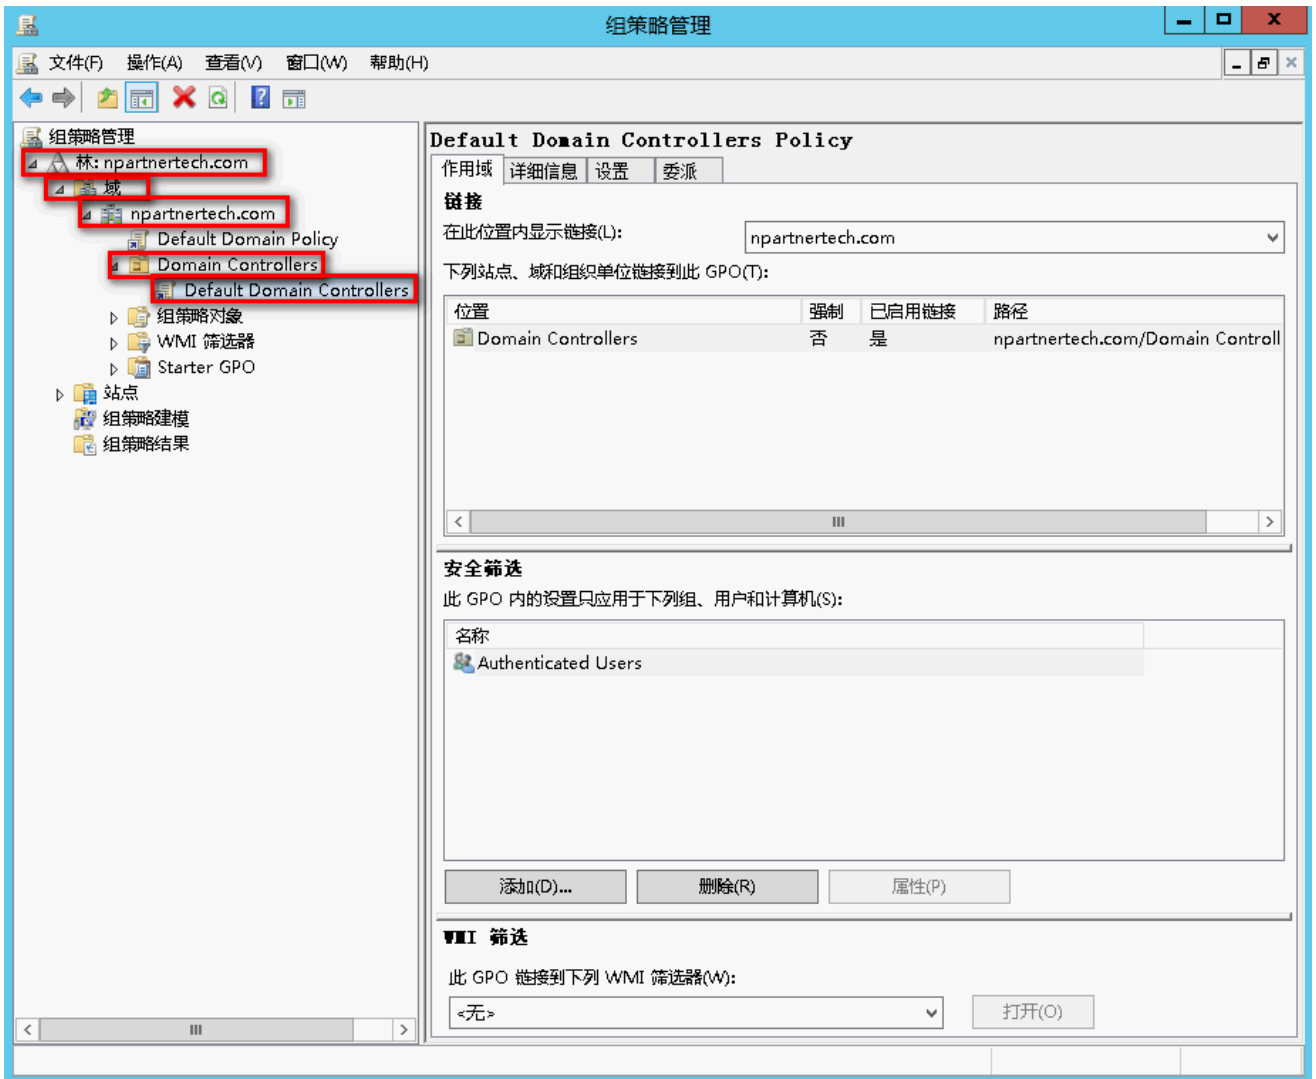 组策略管理
文件(F) 操作(A) 查看(V) 窗口(W) 帮助(H)
组策略管理
林: npartnertech.com
域
npartnertech.com
Default Domain Policy
Domain Controllers
Default Domain Controllers
组策略对象
WMI 筛选器
Starter GPO
站点
组策略建模
组策略结果
Default Domain Controllers Policy
作用域 详细信息 设置 委派
链接
在此位置内显示链接(L): npartnertech.com
下列站点、域和组织单位链接到此 GPO(T):
位置 强制 已启用链接 路径
Domain Controllers 否 是 npartnertech.com/Domain Controll
安全筛选
此 GPO 内的设置只应用于下列组、用户和计算机(S):
名称
Authenticated Users
添加(D)... 删除(R) 属性(P)
WMI 筛选
此 GPO 链接到下列 WMI 筛选器(W):
<无> 打开(O)